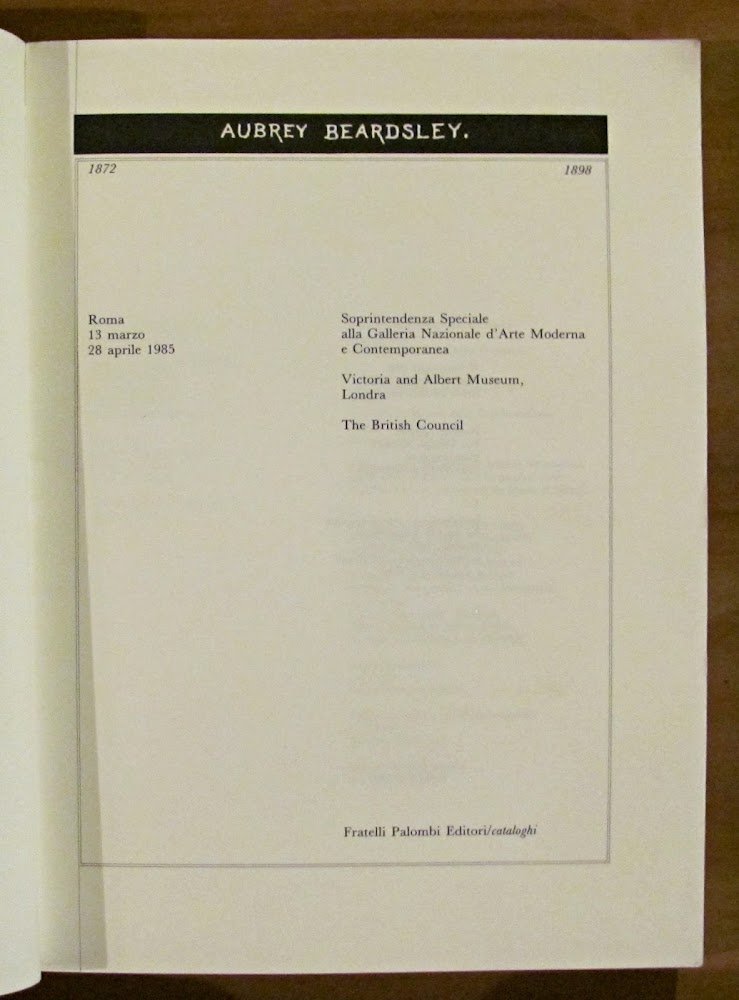 AUBREY BEARDSLEY.
1872
1898
Roma
13 marzo
28 aprile 1985
Soprintendenza Speciale
alla Galleria Nazionale d'Arte Moderna
e Contemporanea
Victoria and Albert Museum,
Londra
The British Council
Fratelli Palombi Editori/cataloghi